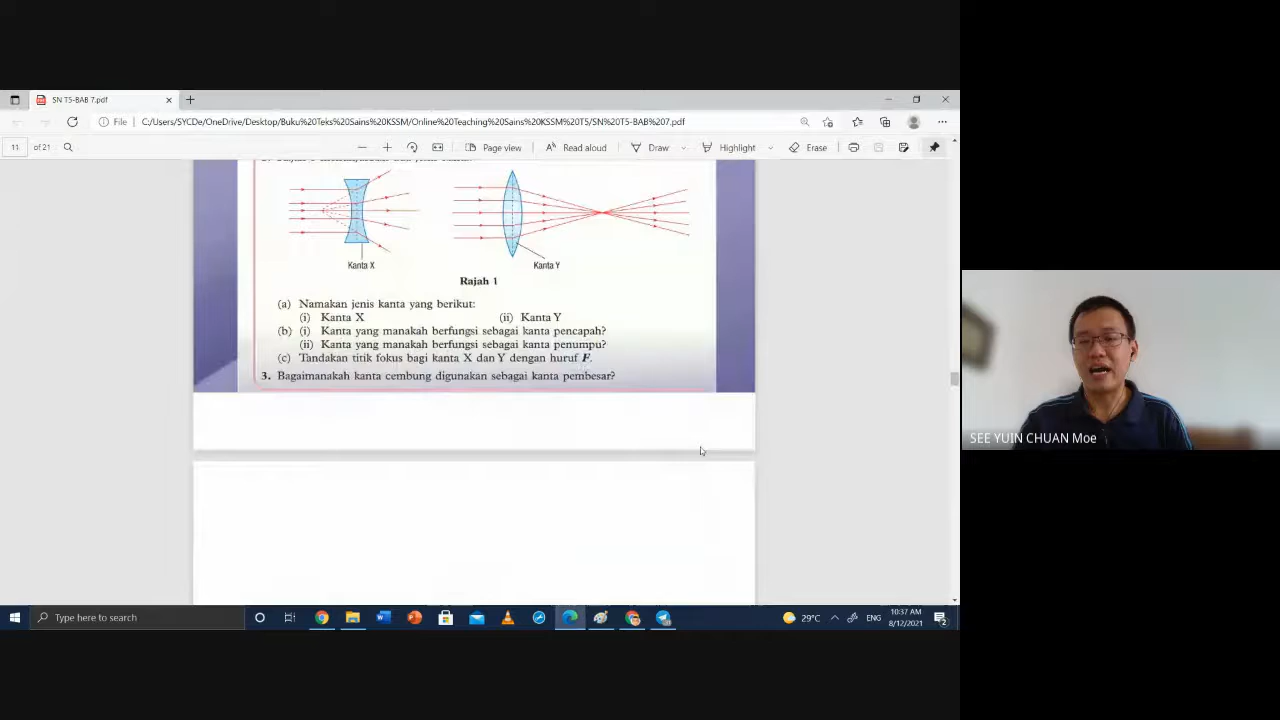 SN T5-BAB 7.pdf
File
C:/Users/SYCDe/OneDrive/Desktop/Buku%20Teks%20Sains%20KSSM/Online%20Teaching%20Sains%20KSSM%20T5/SN%20T5-BAB%207.pdf
11 of 21
Page view
Read aloud
Draw
Highlight
Erase
Kanta X
Kanta Y
Rajah 1
(a) Namakan jenis kanta yang berikut:
(i) Kanta X (ii) Kanta Y
(b) (i) Kanta yang manakah berfungsi sebagai kanta pencapah?
(ii) Kanta yang manakah berfungsi sebagai kanta penumpu?
(c) Tandakan titik fokus bagi kanta X dan Y dengan huruf F.
3. Bagaimanakah kanta cembung digunakan sebagai kanta pembesar?
SEE YUIN CHUAN Moe
Type here to search
29°C
ENG
10:37 AM
8/12/2021
2